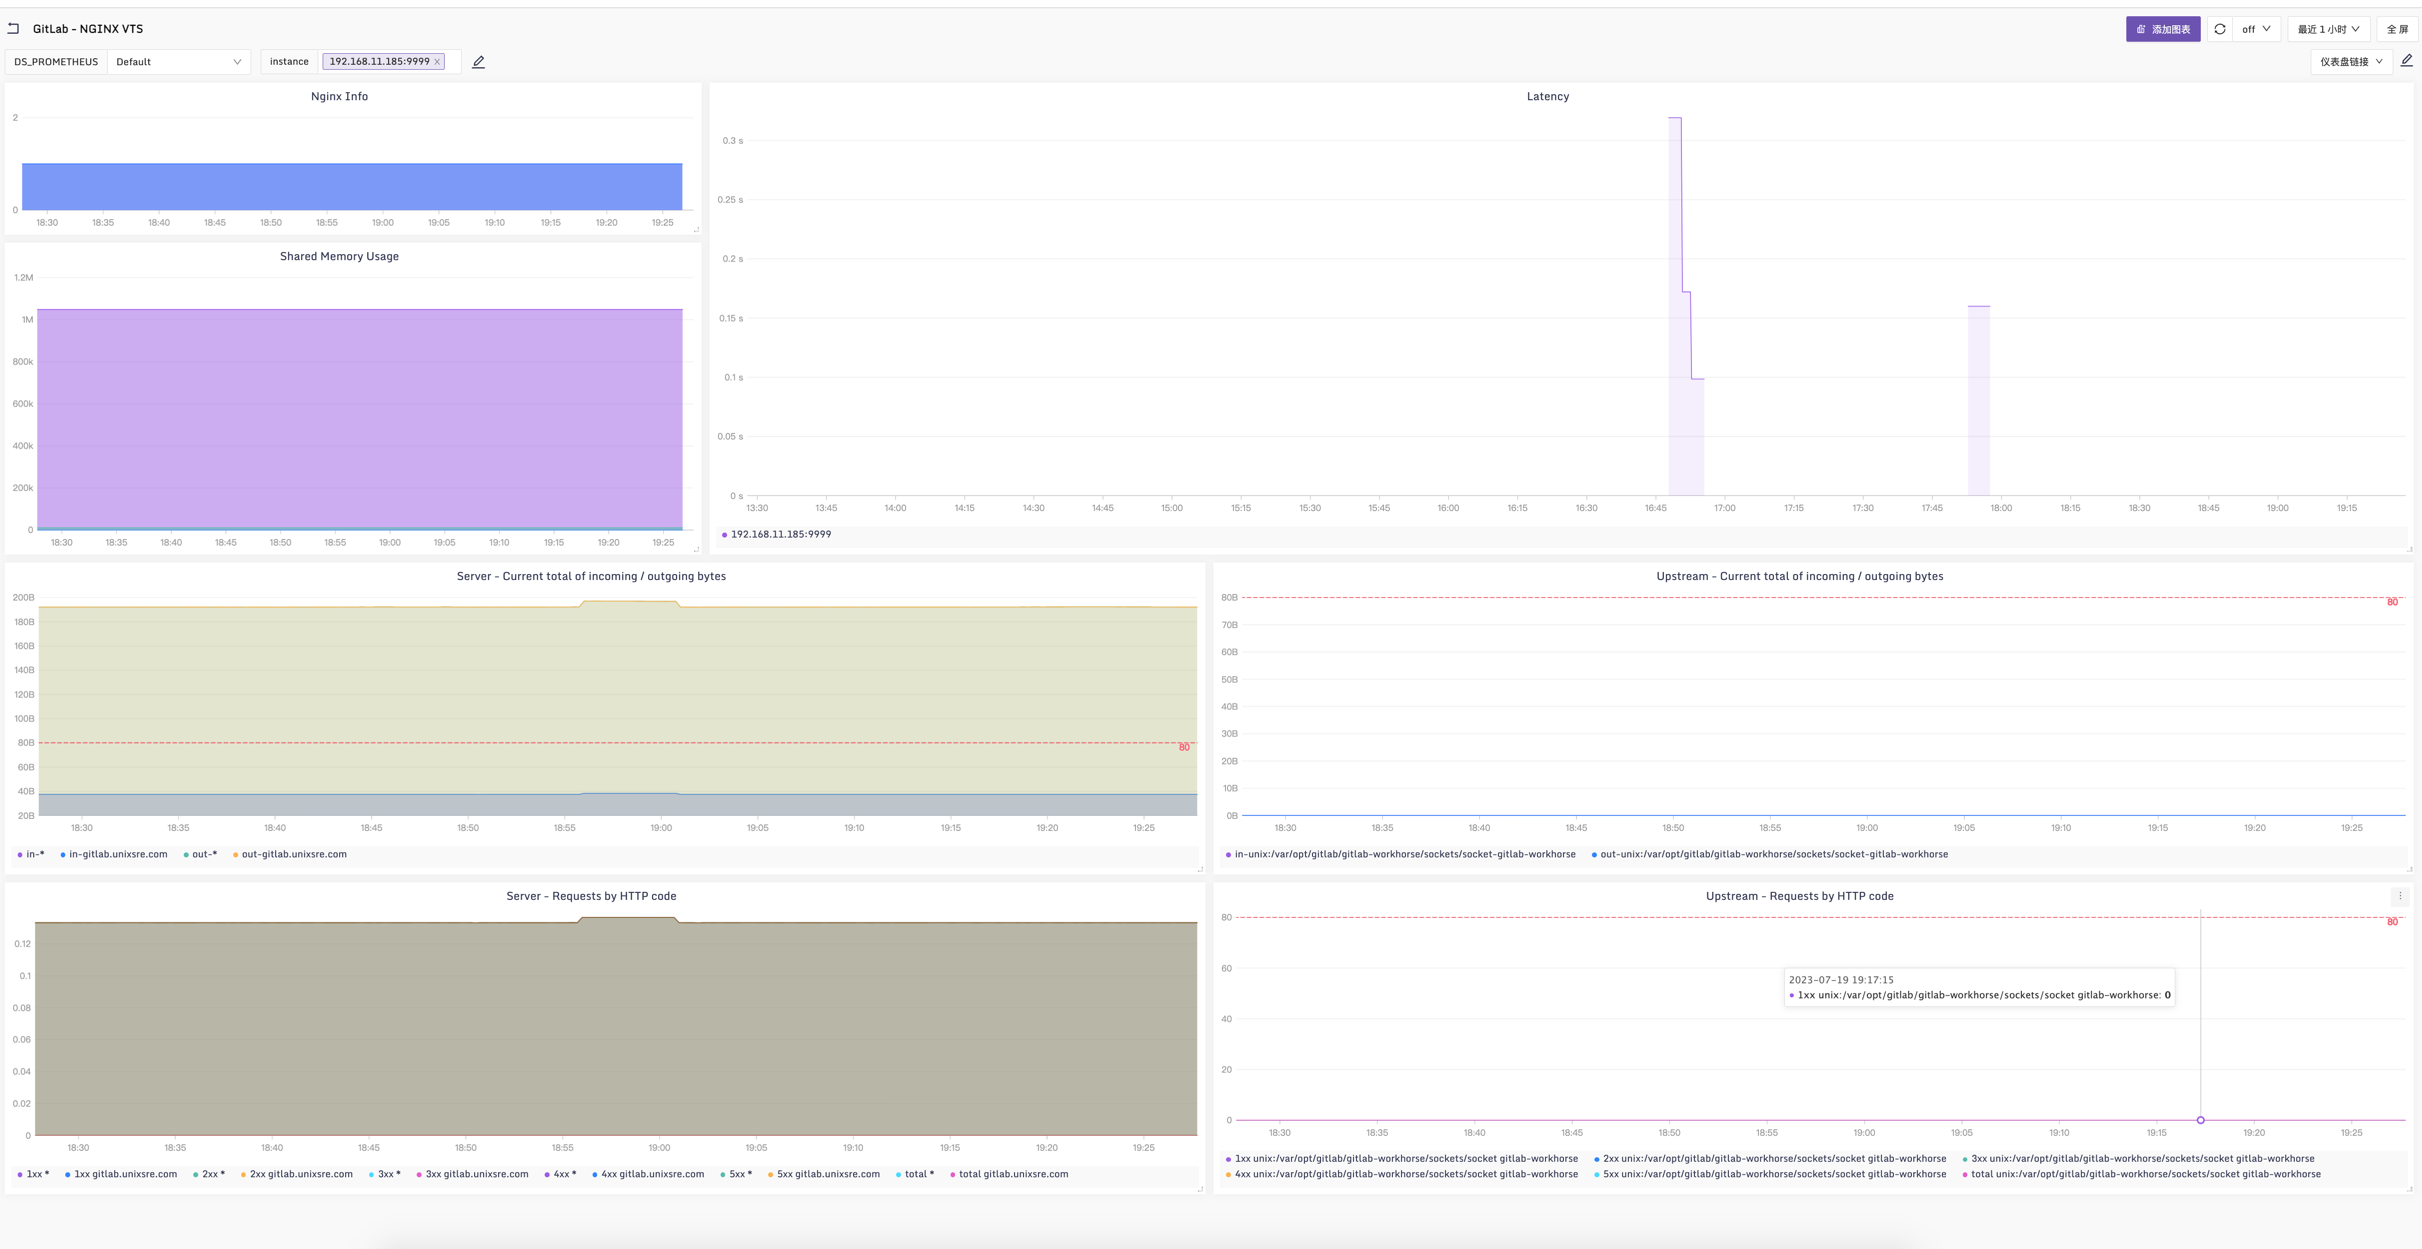 GitLab - NGINX VTS
添加图表
off
最近 1 小时
全 屏
DS_PROMETHEUS
Default
instance
192.168.11.185:9999
仪表盘链接
Nginx Info
2
0
18:30 18:35 18:40 18:45 18:50 18:55 19:00 19:05 19:10 19:15 19:20 19:25
Shared Memory Usage
1.2M
1M
800k
600k
400k
200k
0
18:30 18:35 18:40 18:45 18:50 18:55 19:00 19:05 19:10 19:15 19:20 19:25
Latency
0.3 s
0.25 s
0.2 s
0.15 s
0.1 s
0.05 s
0 s
13:30 13:45 14:00 14:15 14:30 14:45 15:00 15:15 15:30 15:45 16:00 16:15 16:30 16:45 17:00 17:15 17:30 17:45 18:00 18:15 18:30 18:45 19:00 19:15
192.168.11.185:9999
Server - Current total of incoming / outgoing bytes
200B
180B
160B
140B
120B
100B
80B
80
60B
40B
20B
18:30 18:35 18:40 18:45 18:50 18:55 19:00 19:05 19:10 19:15 19:20 19:25
in-* in-gitlab.unixsre.com out-* out-gitlab.unixsre.com
Upstream - Current total of incoming / outgoing bytes
80B
80
70B
60B
50B
40B
30B
20B
10B
0B
18:30 18:35 18:40 18:45 18:50 18:55 19:00 19:05 19:10 19:15 19:20 19:25
in-unix:/var/opt/gitlab/gitlab-workhorse/sockets/socket-gitlab-workhorse out-unix:/var/opt/gitlab/gitlab-workhorse/sockets/socket-gitlab-workhorse
Server - Requests by HTTP code
0.12
0.1
0.08
0.06
0.04
0.02
0
18:30 18:35 18:40 18:45 18:50 18:55 19:00 19:05 19:10 19:15 19:20 19:25
1xx * 1xx gitlab.unixsre.com 2xx * 2xx gitlab.unixsre.com 3xx * 3xx gitlab.unixsre.com 4xx * 4xx gitlab.unixsre.com 5xx * 5xx gitlab.unixsre.com total * total gitlab.unixsre.com
Upstream - Requests by HTTP code
80
80
60
2023-07-19 19:17:15
1xx unix:/var/opt/gitlab/gitlab-workhorse/sockets/socket gitlab-workhorse: 0
40
20
0
18:30 18:35 18:40 18:45 18:50 18:55 19:00 19:05 19:10 19:15 19:20 19:25
1xx unix:/var/opt/gitlab/gitlab-workhorse/sockets/socket gitlab-workhorse 2xx unix:/var/opt/gitlab/gitlab-workhorse/sockets/socket gitlab-workhorse 3xx unix:/var/opt/gitlab/gitlab-workhorse/sockets/socket gitlab-workhorse
4xx unix:/var/opt/gitlab/gitlab-workhorse/sockets/socket gitlab-workhorse 5xx unix:/var/opt/gitlab/gitlab-workhorse/sockets/socket gitlab-workhorse total unix:/var/opt/gitlab/gitlab-workhorse/sockets/socket gitlab-workhorse